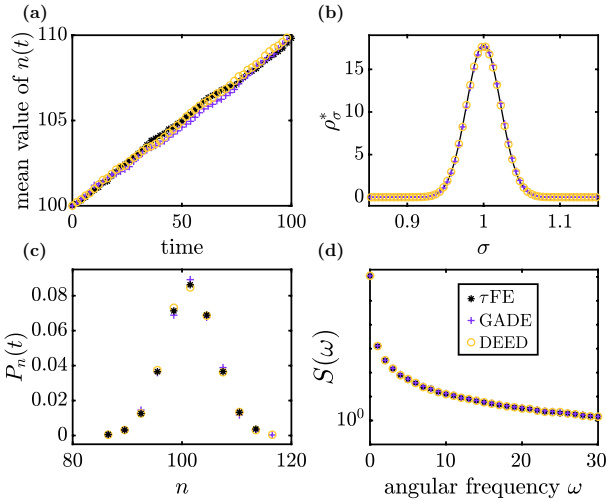 (a)
mean value of n(t)
110
105
100
0
50
100
time
(b)
ρ*σ
15
10
5
0
0.9
1
1.1
σ
(c)
Pn(t)
0.08
0.06
0.04
0.02
0
80
100
120
n
(d)
S(ω)
10^0
τFE
GADE
DEED
0
10
20
30
angular frequency ω